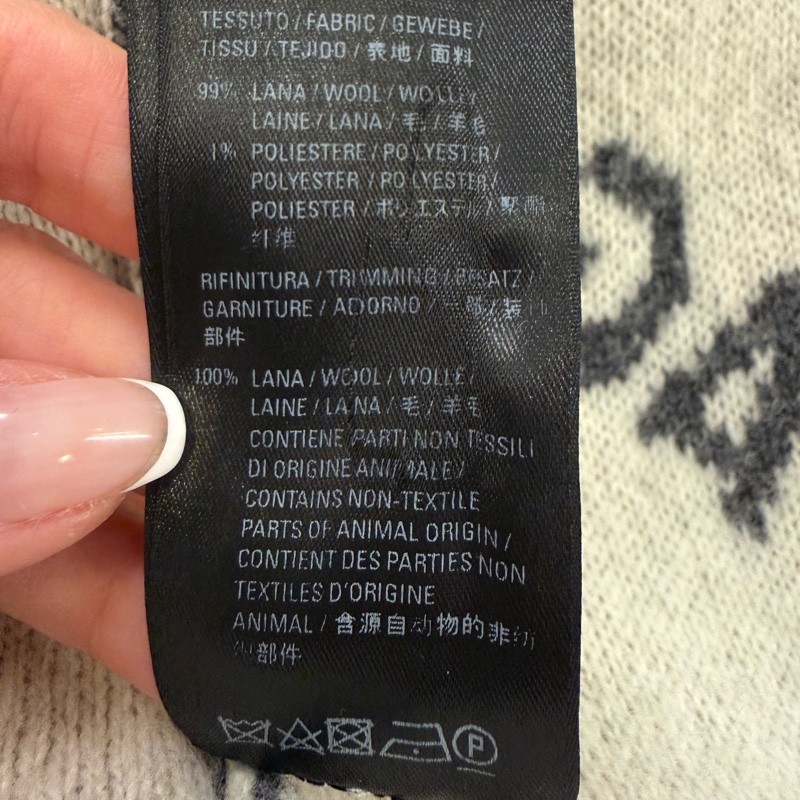 TESSUTO / FABRIC / GEWEBE /
TISSU / TEJIDO / 表地 / 面料
99% LANA / WOOL / WOLLE /
LAINE / LANA / 毛 / 羊毛
1% POLIESTERE / POLYESTER /
POLYESTER / POLYESTER /
POLIESTER / ポリエステル / 聚酯
纤维
RIFINITURA / TRIMMING / BESATZ /
GARNITURE / ADORNO / 一部 / 装饰
部件
100% LANA / WOOL / WOLLE /
LAINE / LANA / 毛 / 羊毛
CONTIENE PARTI NON TESSILI
DI ORIGINE ANIMALE /
CONTAINS NON-TEXTILE
PARTS OF ANIMAL ORIGIN /
CONTIENT DES PARTIES NON
TEXTILES D'ORIGINE
ANIMAL / 含源自动物的非纺
织部件
P